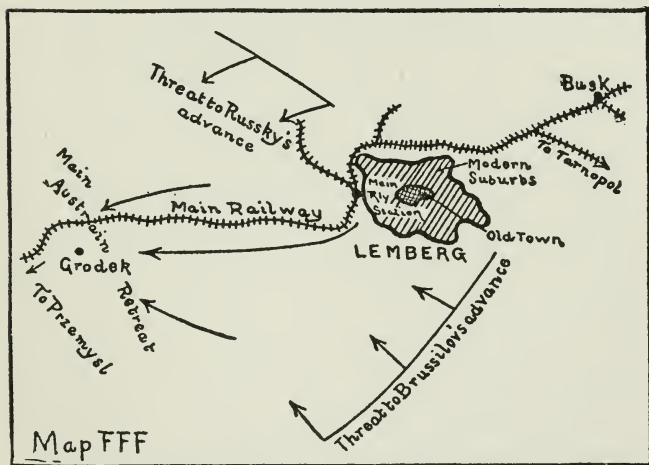 Threat to Russky's
advance
Busk
To Tarnopol
Modern
Suburbs
Main
Rly
Station
Old Town
LEMBERG
Main Railway
Main
Austrain
Retreat
Grodek
To Przemysl
Threat to Brussilov's advance
Map FFF